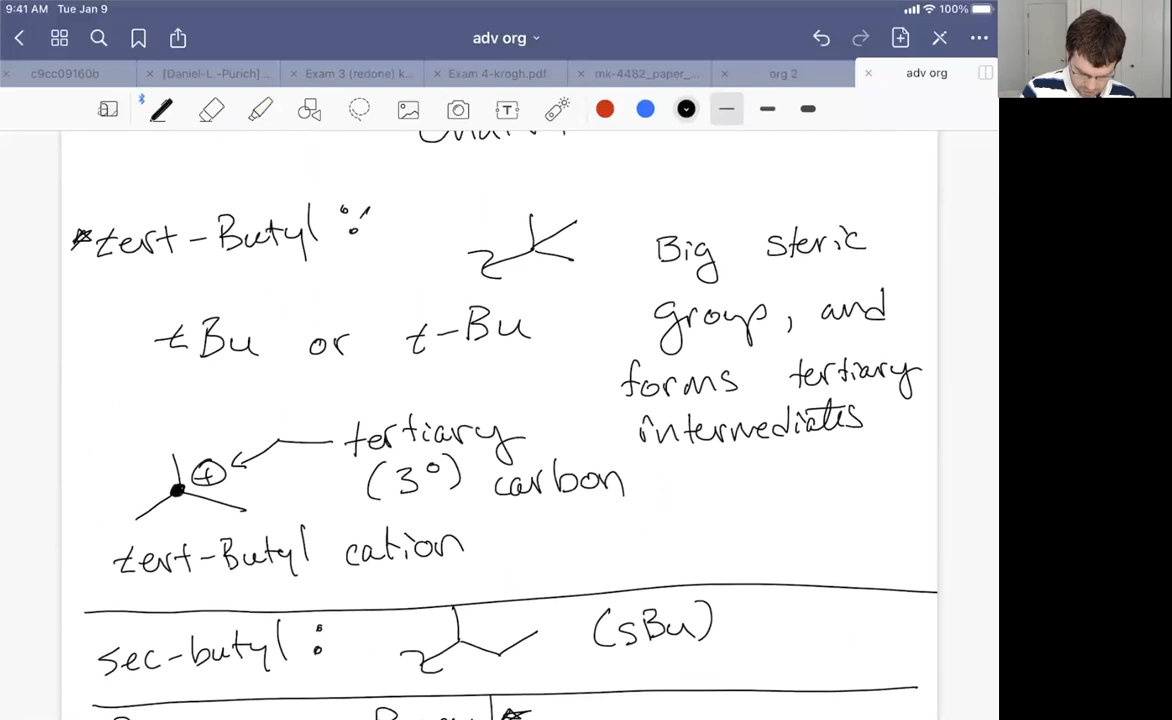 9:41 AM Tue Jan 9
100%
adv org
c9cc09160b
[Daniel-L.-Purich]...
Exam 3 (redone) k...
Exam 4-krogh.pdf
mk-4482_paper_...
org 2
adv org
*tert-Butyl :
Z
Big steric
group, and
forms tertiary
intermediates
tBu or t-Bu
tertiary
(3°) carbon
+
tert-Butyl cation
sec-butyl :
Z
(sBu)